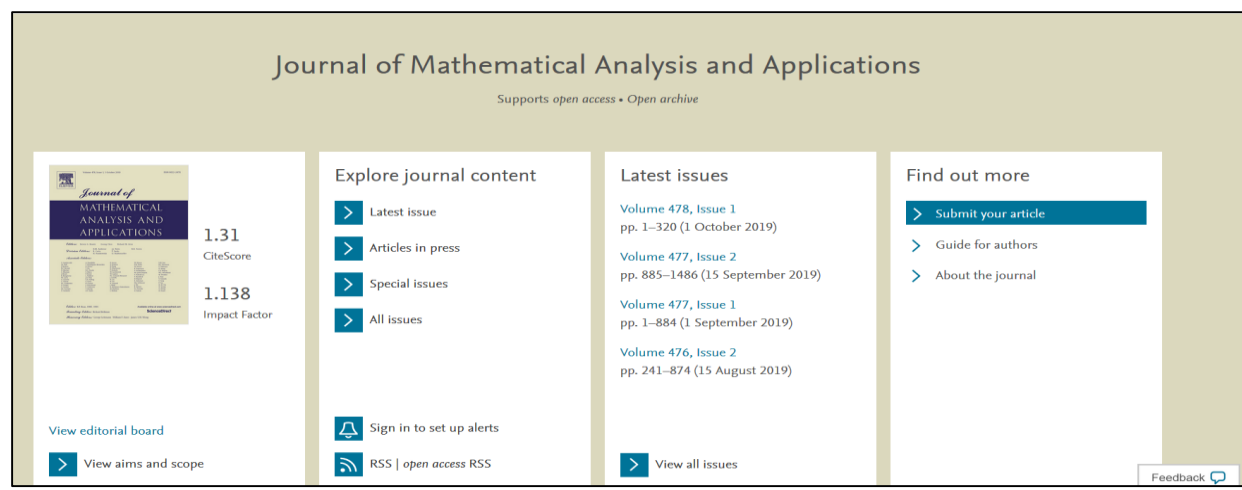 Journal of Mathematical Analysis and Applications
Supports open access • Open archive
Journal of
MATHEMATICAL
ANALYSIS AND
APPLICATIONS
1.31
CiteScore
1.138
Impact Factor
View editorial board
View aims and scope
Explore journal content
Latest issue
Articles in press
Special issues
All issues
Sign in to set up alerts
RSS | open access RSS
Latest issues
Volume 478, Issue 1
pp. 1–320 (1 October 2019)
Volume 477, Issue 2
pp. 885–1486 (15 September 2019)
Volume 477, Issue 1
pp. 1–884 (1 September 2019)
Volume 476, Issue 2
pp. 241–874 (15 August 2019)
View all issues
Find out more
Submit your article
Guide for authors
About the journal
Feedback